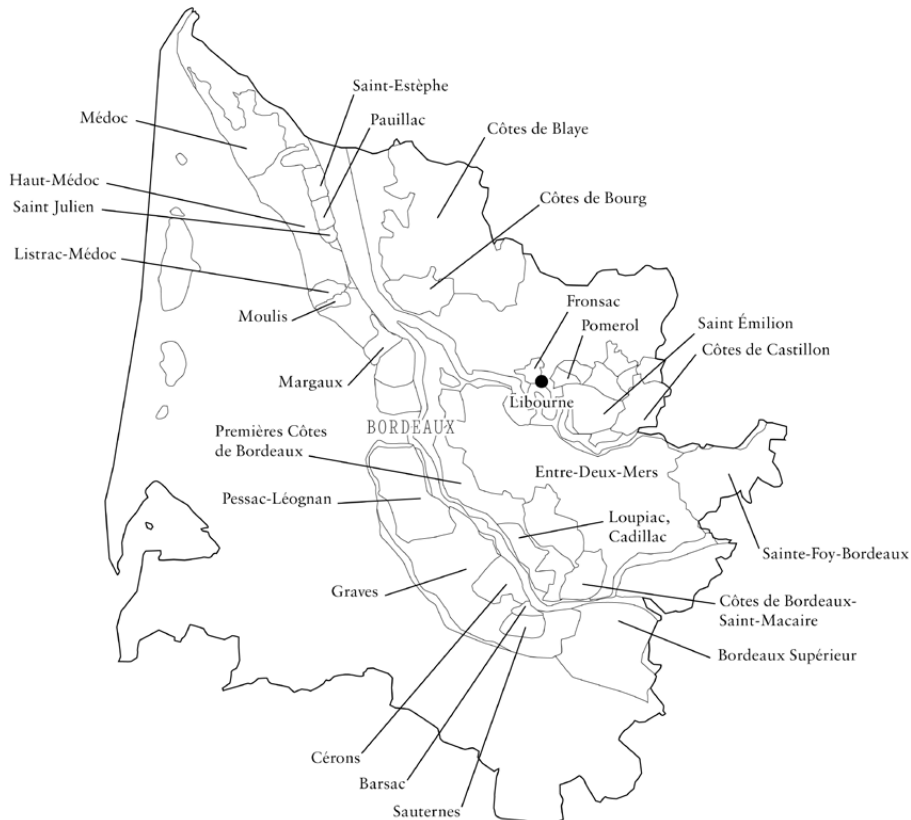 Saint-Estèphe
Médoc
Pauillac
Côtes de Blaye
Haut-Médoc
Saint Julien
Côtes de Bourg
Listrac-Médoc
Moulis
Fronsac
Pomerol
Saint Émilion
Côtes de Castillon
Margaux
Libourne
BORDEAUX
Premières Côtes
de Bordeaux
Entre-Deux-Mers
Pessac-Léognan
Loupiac,
Cadillac
Sainte-Foy-Bordeaux
Graves
Côtes de Bordeaux-
Saint-Macaire
Bordeaux Supérieur
Cérons
Barsac
Sauternes